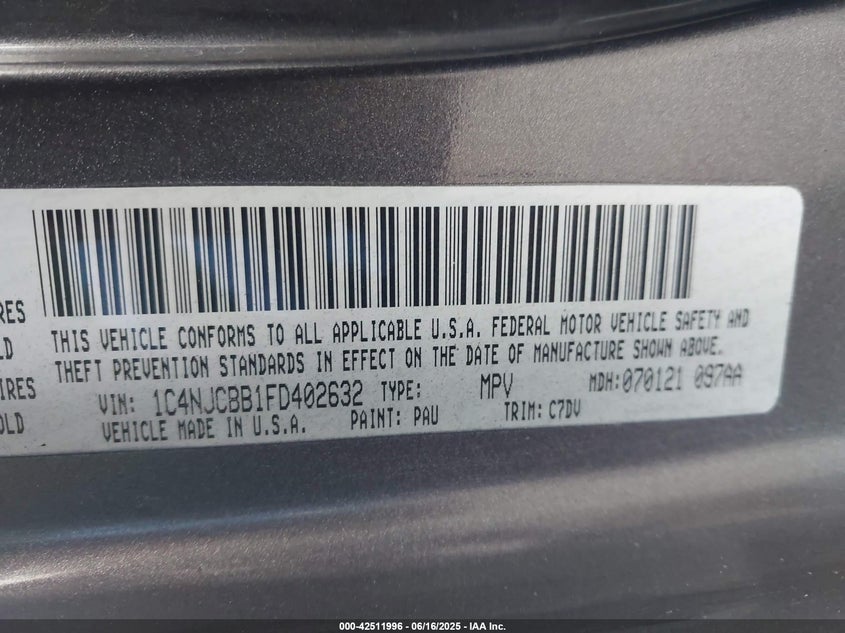 THIS VEHICLE CONFORMS TO ALL APPLICABLE U.S.A. FEDERAL MOTOR VEHICLE SAFETY AND
RES
LD
THEFT PREVENTION STANDARDS IN EFFECT ON THE DATE OF MANUFACTURE SHOWN ABOVE.
IRES
VIN: 1C4NJCBB1FD402632 TYPE: MPV MDH:070121 097AA
OLD
VEHICLE MADE IN U.S.A. PAINT: PAU TRIM: C7DV
000-42511996 - 06/16/2025 - IAA Inc.